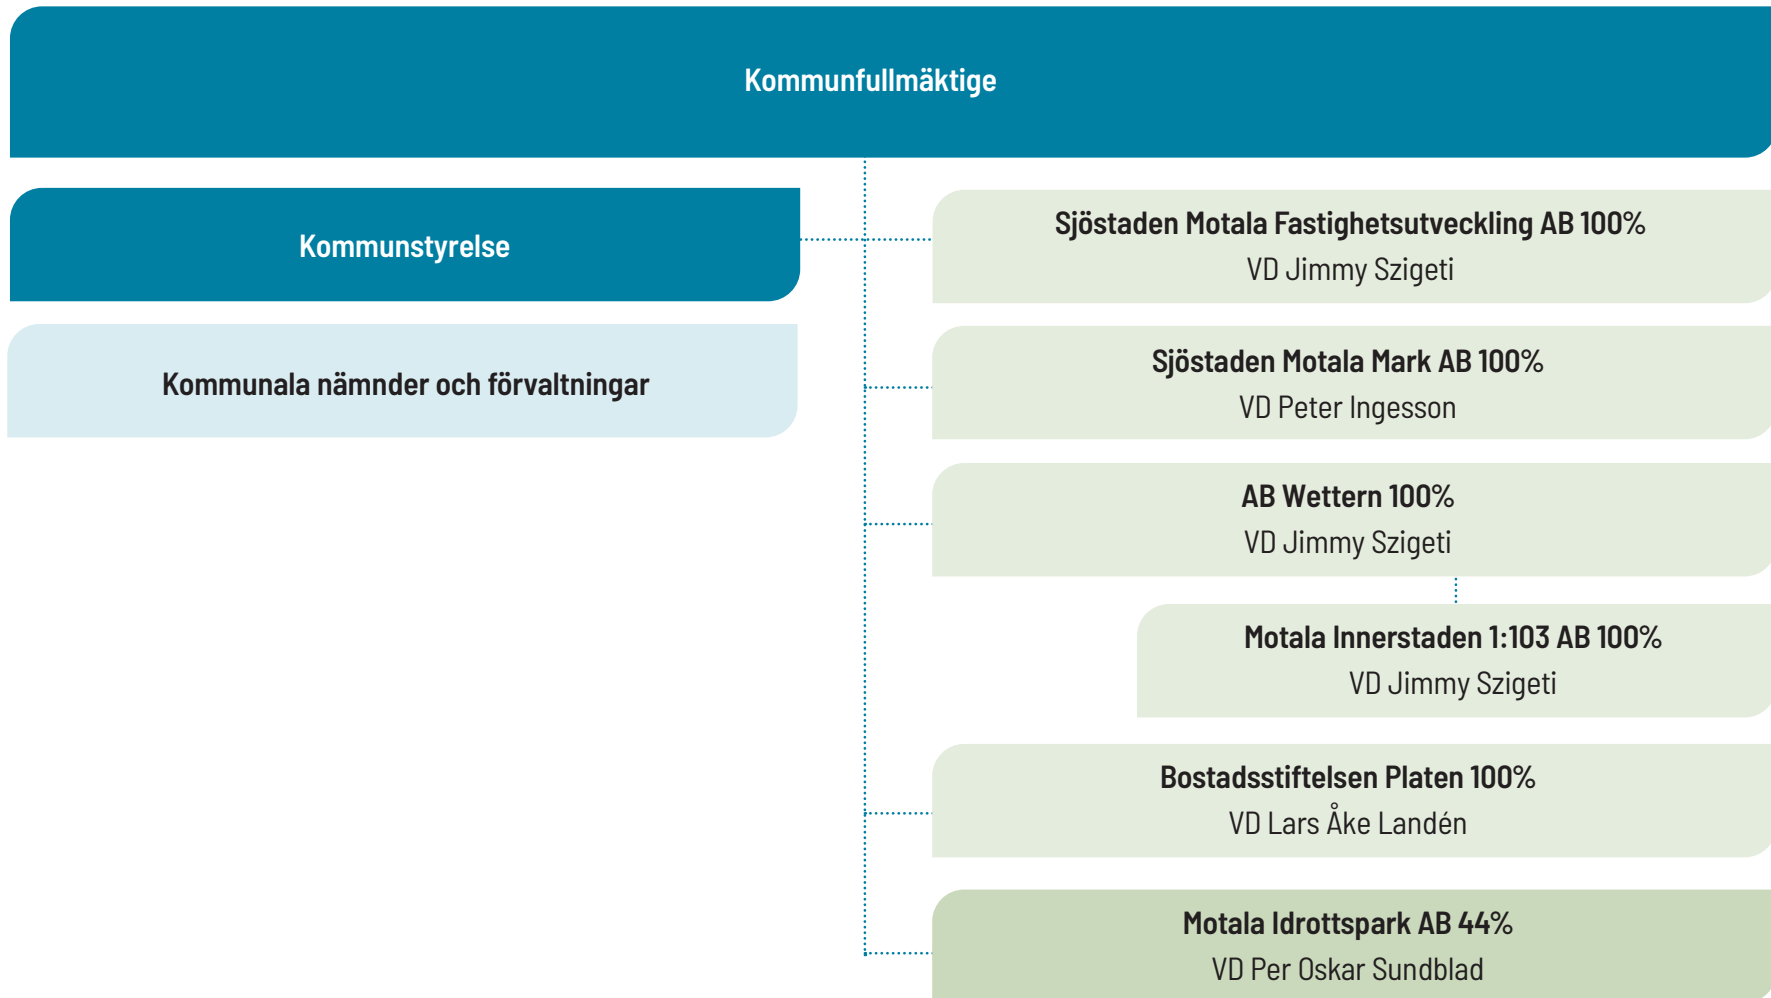 Kommunfullmäktige
Kommunstyrelse
Kommunala nämnder och förvaltningar
Sjöstaden Motala Fastighetsutveckling AB 100%
VD Jimmy Szigeti
Sjöstaden Motala Mark AB 100%
VD Peter Ingesson
AB Wettern 100%
VD Jimmy Szigeti
Motala Innerstaden 1:103 AB 100%
VD Jimmy Szigeti
Bostadsstiftelsen Platen 100%
VD Lars Åke Landén
Motala Idrottspark AB 44%
VD Per Oskar Sundblad